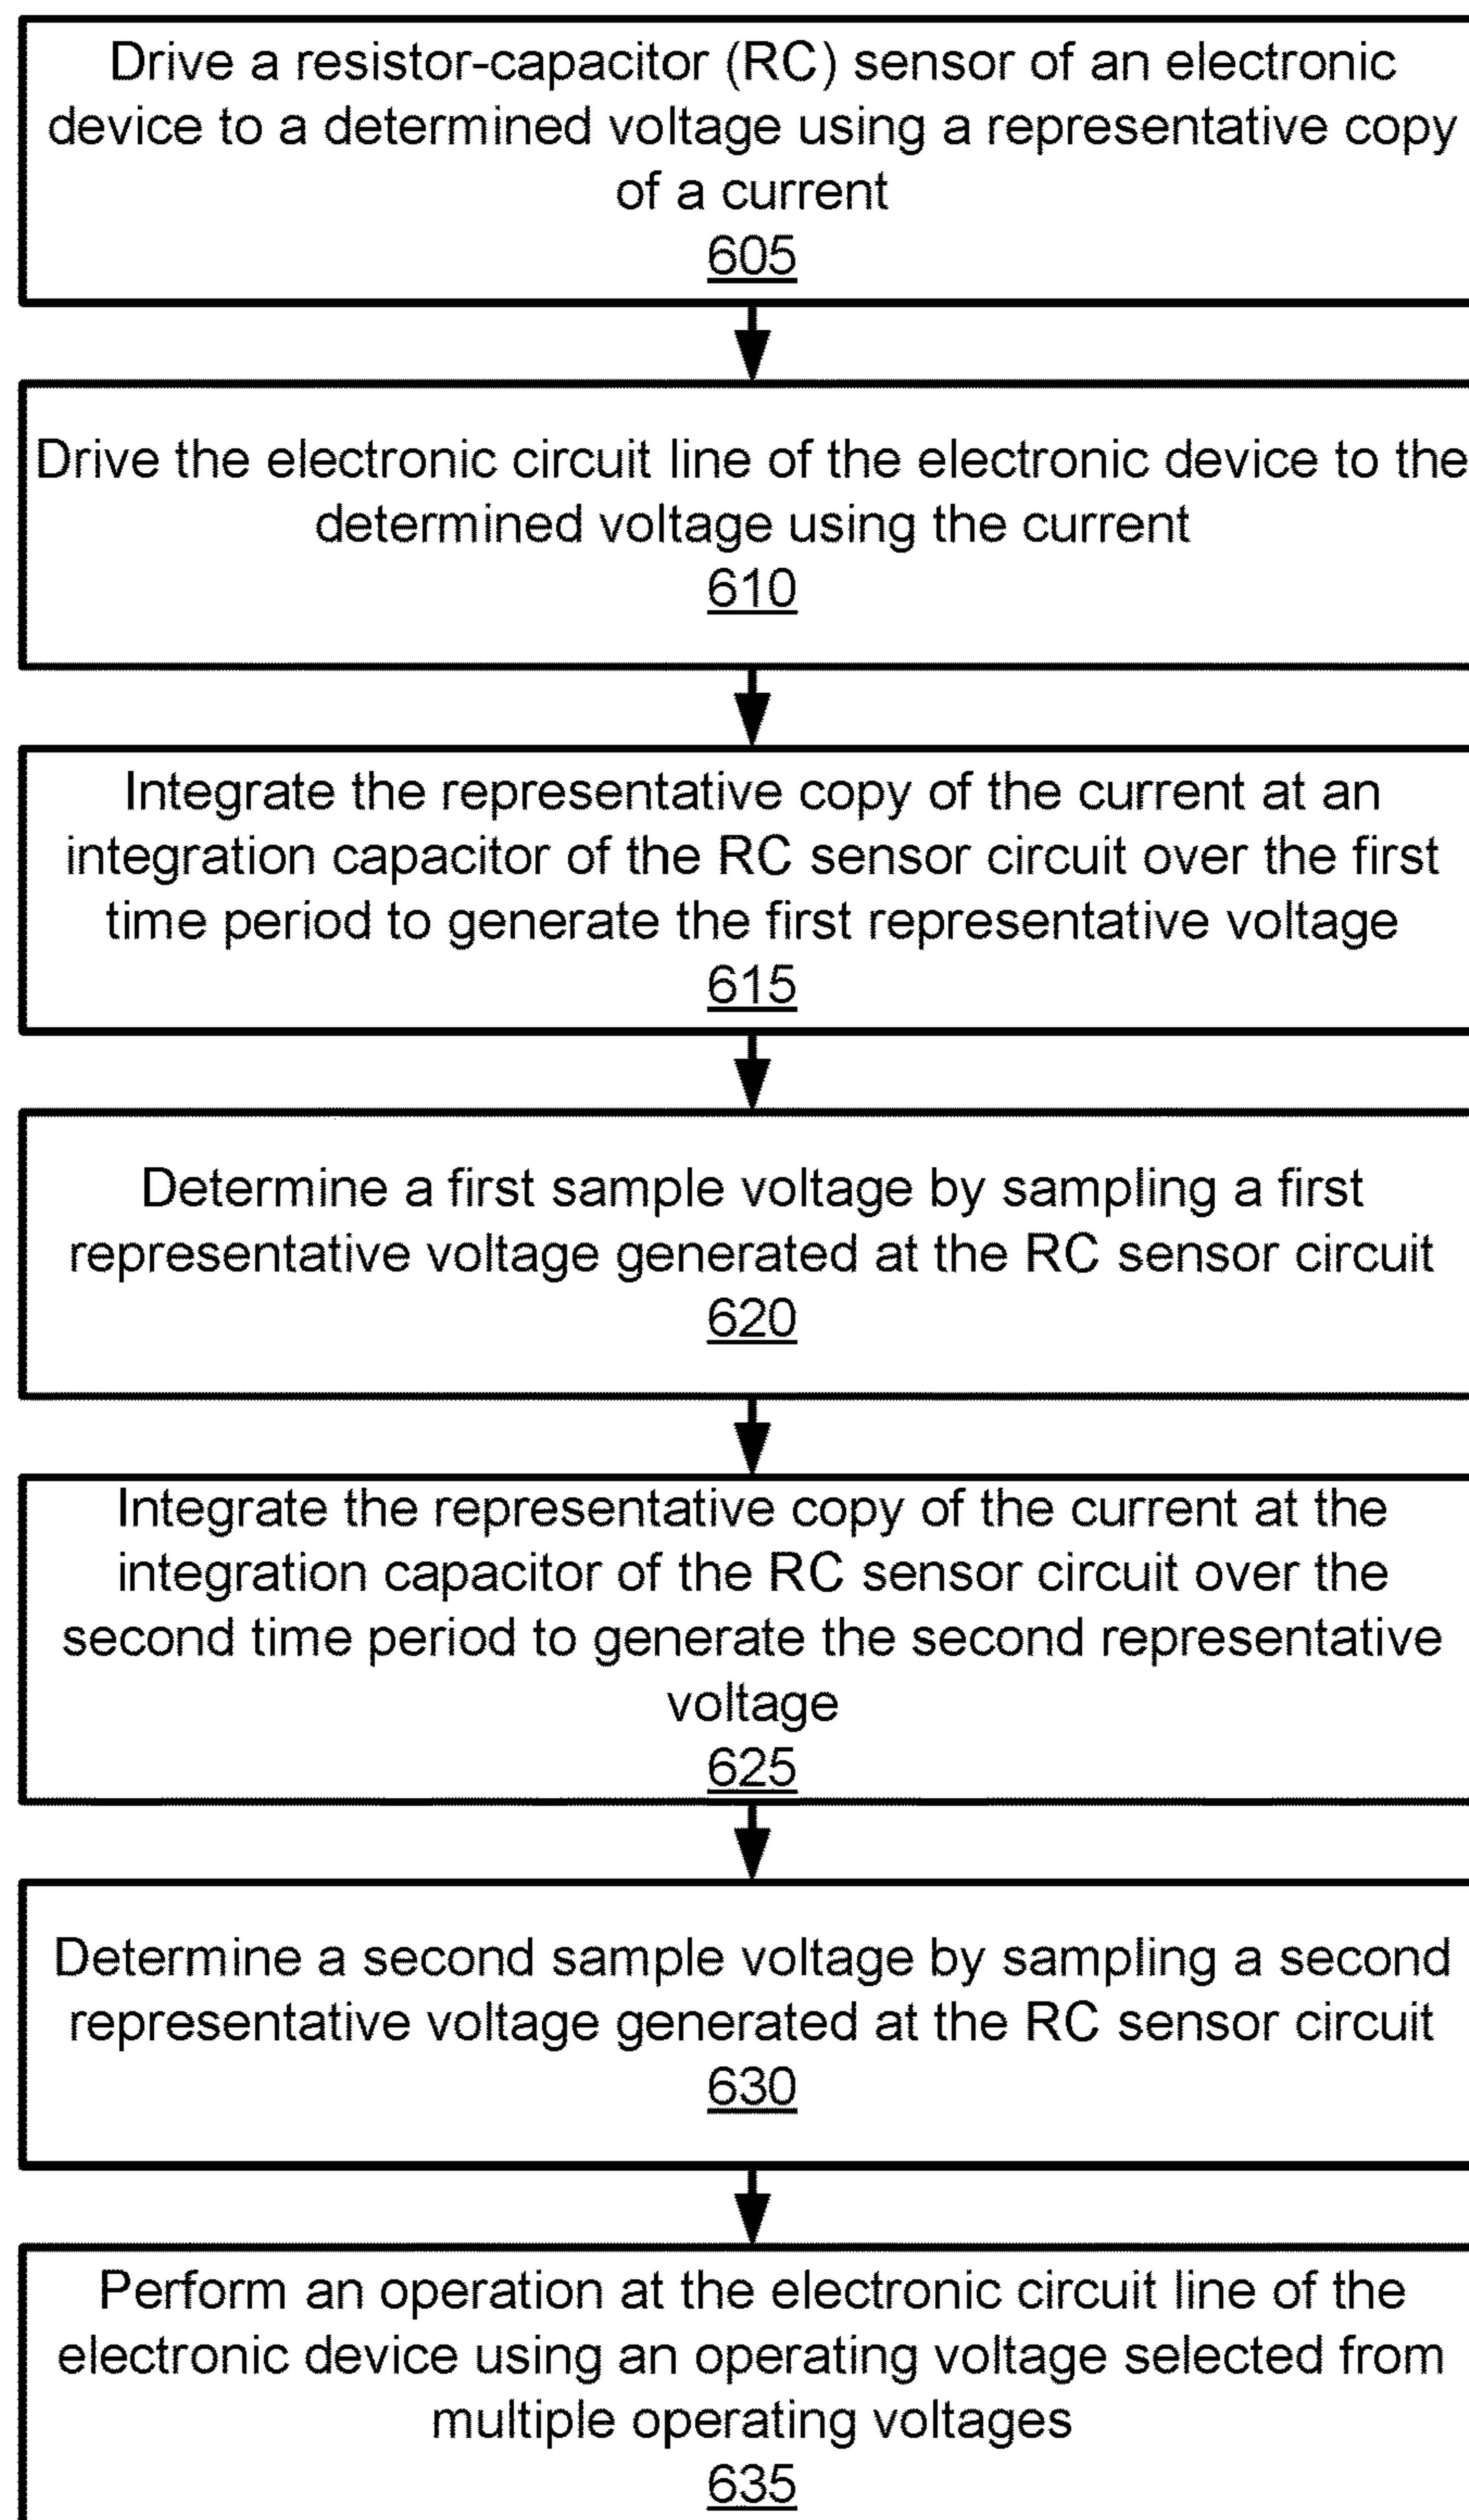 Drive a resistor-capacitor (RC) sensor of an electronic
device to a determined voltage using a representative copy
of a current
605
Drive the electronic circuit line of the electronic device to the
determined voltage using the current
610
Integrate the representative copy of the current at an
integration capacitor of the RC sensor circuit over the first
time period to generate the first representative voltage
615
Determine a first sample voltage by sampling a first
representative voltage generated at the RC sensor circuit
620
Integrate the representative copy of the current at the
integration capacitor of the RC sensor circuit over the
second time period to generate the second representative
voltage
625
Determine a second sample voltage by sampling a second
representative voltage generated at the RC sensor circuit
630
Perform an operation at the electronic circuit line of the
electronic device using an operating voltage selected from
multiple operating voltages
635